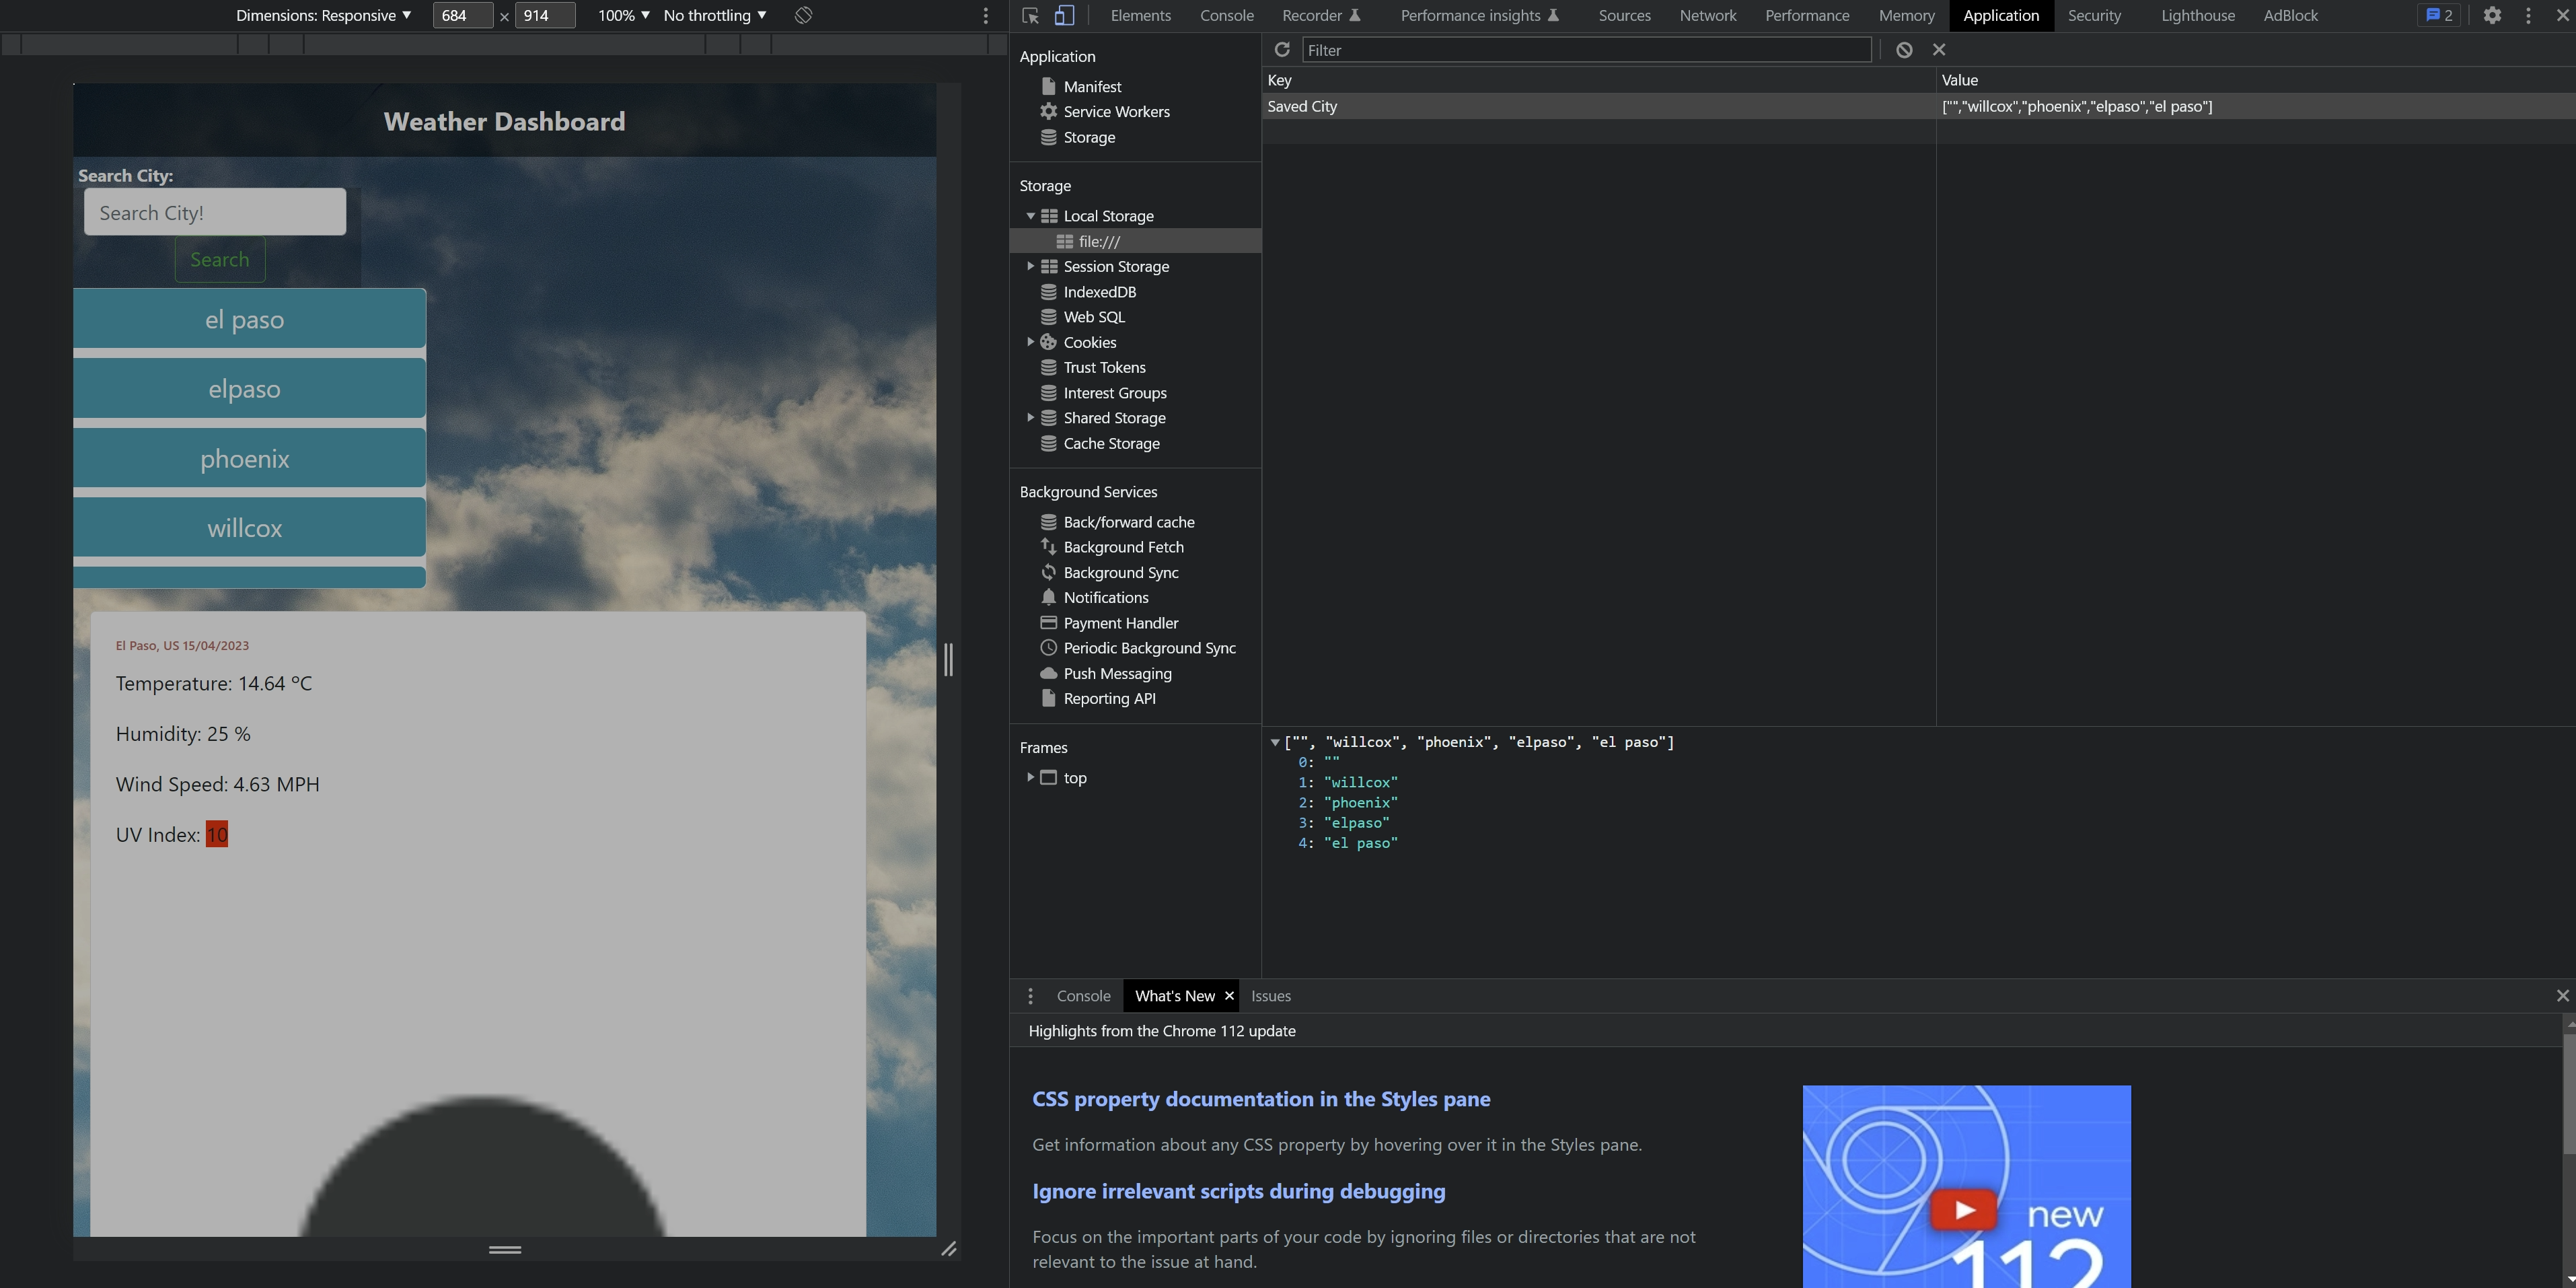 Dimensions: Responsive ▼ 684 × 914 100% ▼ No throttling ▼
Weather Dashboard
Search City:
Search City!
Search
el paso
elpaso
phoenix
willcox
El Paso, US 15/04/2023
Temperature: 14.64 ºC
Humidity: 25 %
Wind Speed: 4.63 MPH
UV Index: 10
Elements Console Recorder Performance insights Sources Network Performance Memory Application Security Lighthouse AdBlock 2
Filter
Application
Manifest
Service Workers
Storage
Storage
Local Storage
file:///
Session Storage
IndexedDB
Web SQL
Cookies
Trust Tokens
Interest Groups
Shared Storage
Cache Storage
Background Services
Back/forward cache
Background Fetch
Background Sync
Notifications
Payment Handler
Periodic Background Sync
Push Messaging
Reporting API
Frames
top
Key Value
Saved City ["","willcox","phoenix","elpaso","el paso"]
["", "willcox", "phoenix", "elpaso", "el paso"]
0: ""
1: "willcox"
2: "phoenix"
3: "elpaso"
4: "el paso"
Console What's New × Issues
Highlights from the Chrome 112 update
CSS property documentation in the Styles pane
Get information about any CSS property by hovering over it in the Styles pane.
Ignore irrelevant scripts during debugging
Focus on the important parts of your code by ignoring files or directories that are not
relevant to the issue at hand.
new
112